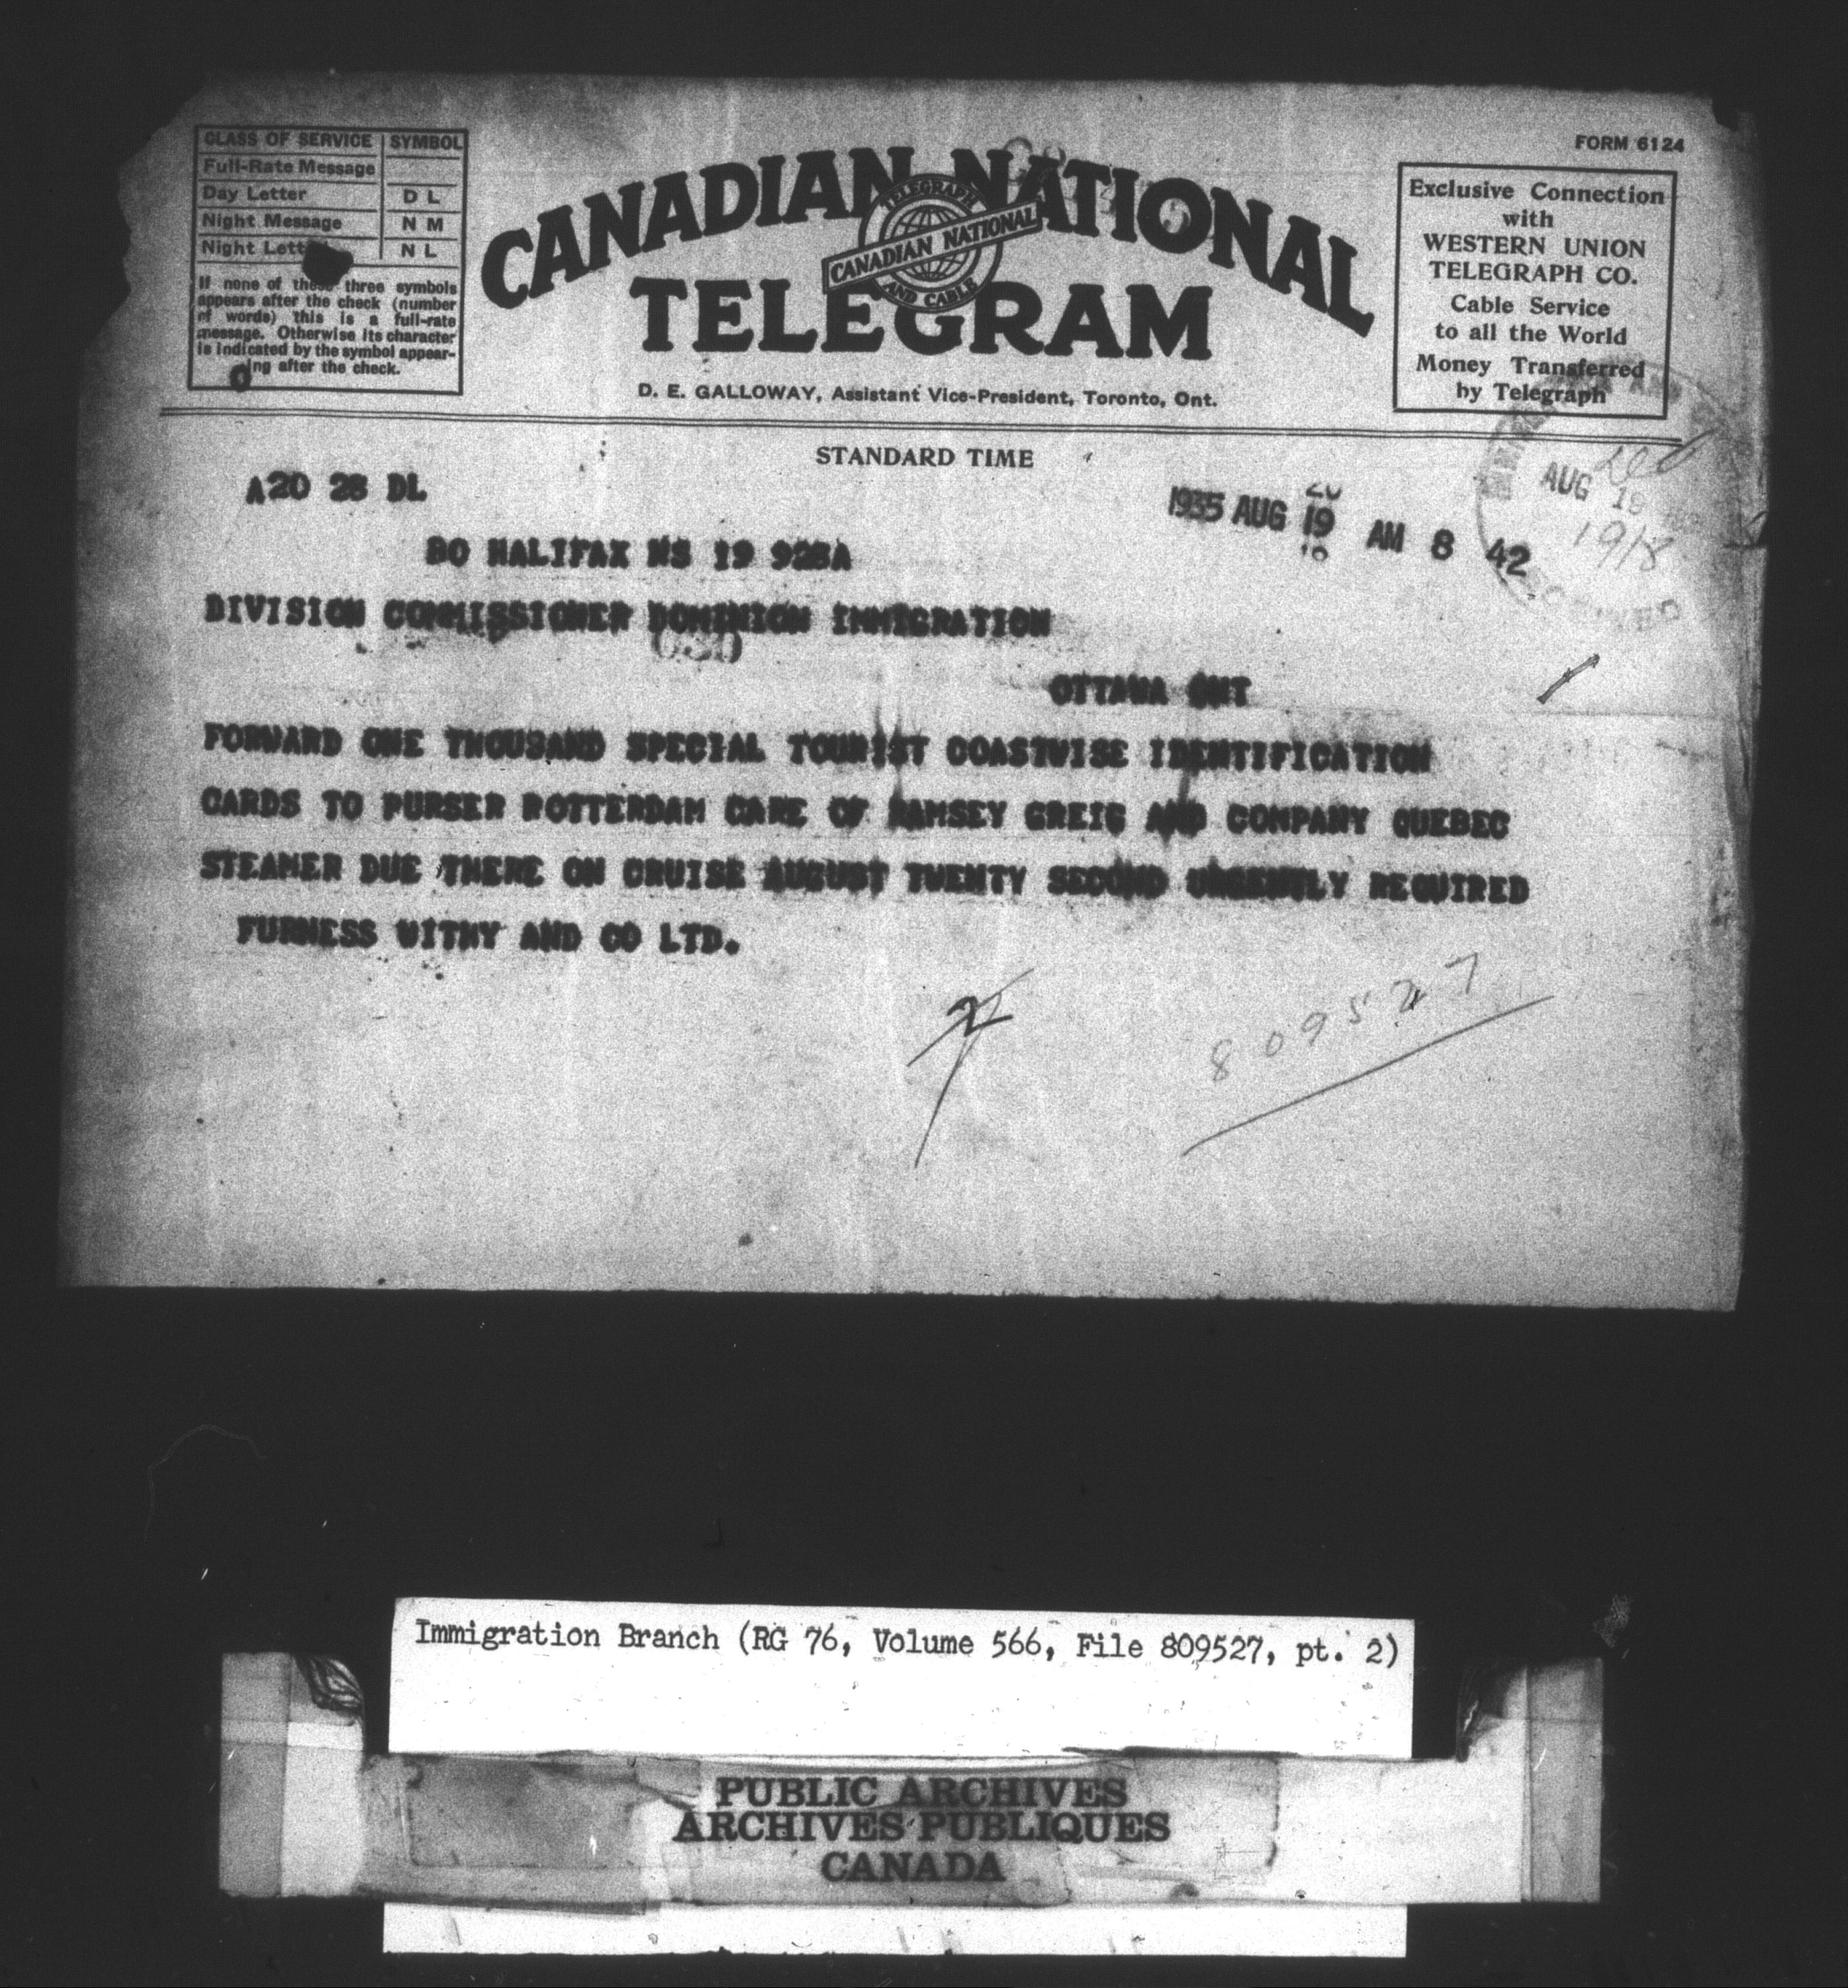 FORM 6124
CLASS OF SERVICE SYMBOL
Full-Rate Message
Day Letter D L
Night Message N M
Night Letter N L
If none of these three symbols
appears after the check (number
of words) this is a full-rate
message. Otherwise its character
is indicated by the symbol appear-
ing after the check.
CANADIAN NATIONAL
TELEGRAPH
CANADIAN NATIONAL
AND CABLE
TELEGRAM
D. E. GALLOWAY, Assistant Vice-President, Toronto, Ont.
Exclusive Connection
with
WESTERN UNION
TELEGRAPH CO.
Cable Service
to all the World
Money Transferred
by Telegraph
STANDARD TIME
A20 28 DL
1935 AUG 19 AM 8 42
AUG 19
19/8
RECEIVED
BO HALIFAX NS 19 928A
DIVISION COMMISSIONER DOMINION IMMIGRATION
030
OTTAWA ONT
FORWARD ONE THOUSAND SPECIAL TOURIST COASTWISE IDENTIFICATION
CARDS TO PURSER ROTTERDAM CARE OF RAMSEY GREIG AND COMPANY QUEBEC
STEAMER DUE THERE ON CRUISE AUGUST TWENTY SECOND URGENTLY REQUIRED
FURNESS WITHY AND CO LTD.
2
809527
Immigration Branch (RG 76, Volume 566, File 809527, pt. 2)
PUBLIC ARCHIVES
ARCHIVES PUBLIQUES
CANADA